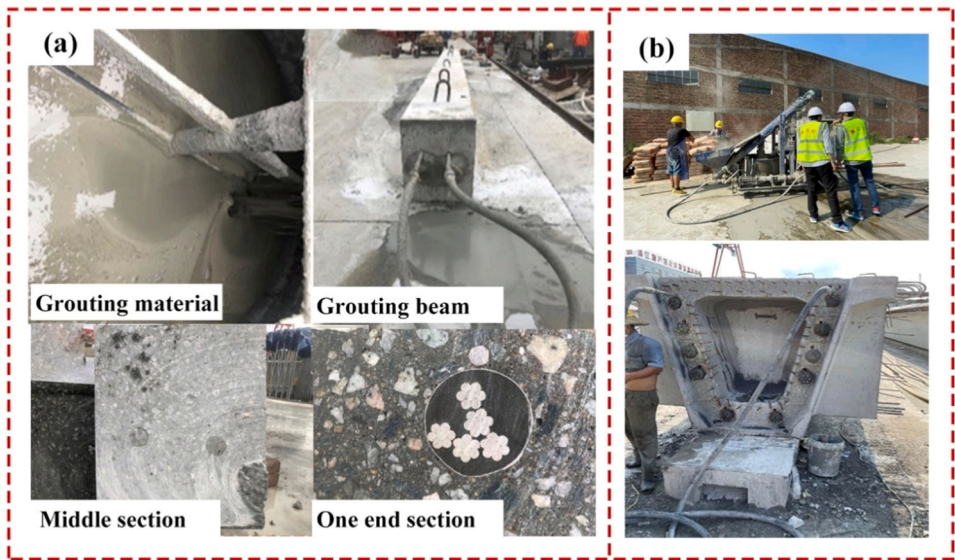 (a)
(b)
Grouting material
Grouting beam
Middle section
One end section